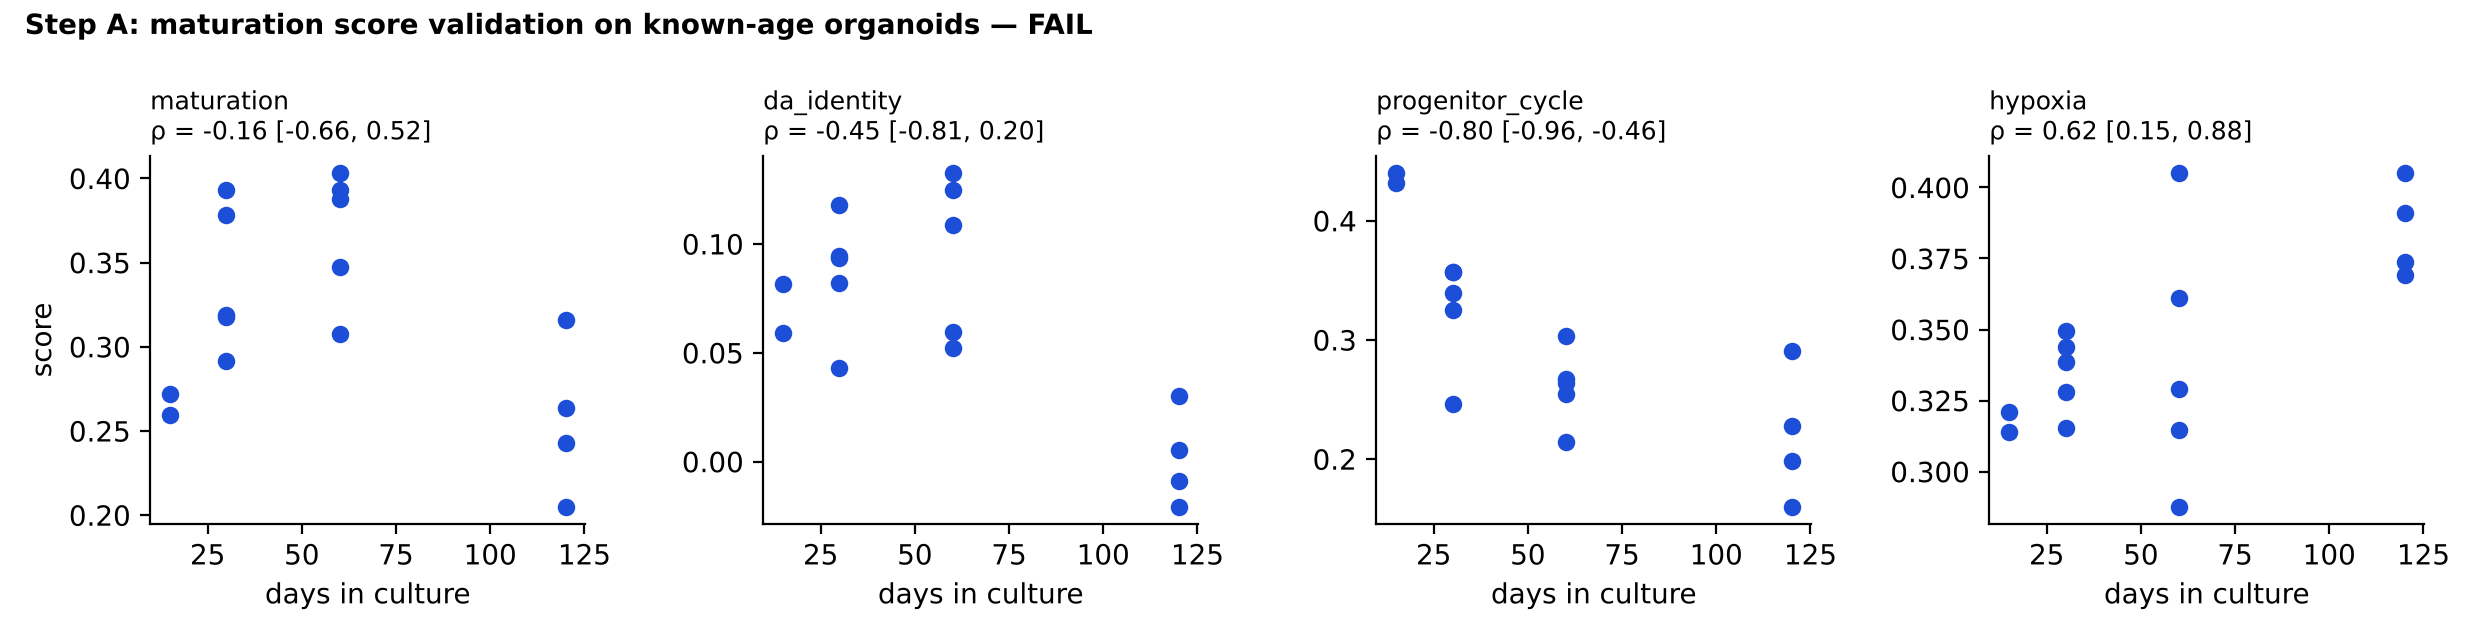 Step A: maturation score validation on known-age organoids — FAIL
maturation
ρ = -0.16 [-0.66, 0.52]
0.40
0.35
0.30
0.25
0.20
score
25 50 75 100 125
days in culture
da_identity
ρ = -0.45 [-0.81, 0.20]
0.10
0.05
0.00
25 50 75 100 125
days in culture
progenitor_cycle
ρ = -0.80 [-0.96, -0.46]
0.4
0.3
0.2
25 50 75 100 125
days in culture
hypoxia
ρ = 0.62 [0.15, 0.88]
0.400
0.375
0.350
0.325
0.300
25 50 75 100 125
days in culture